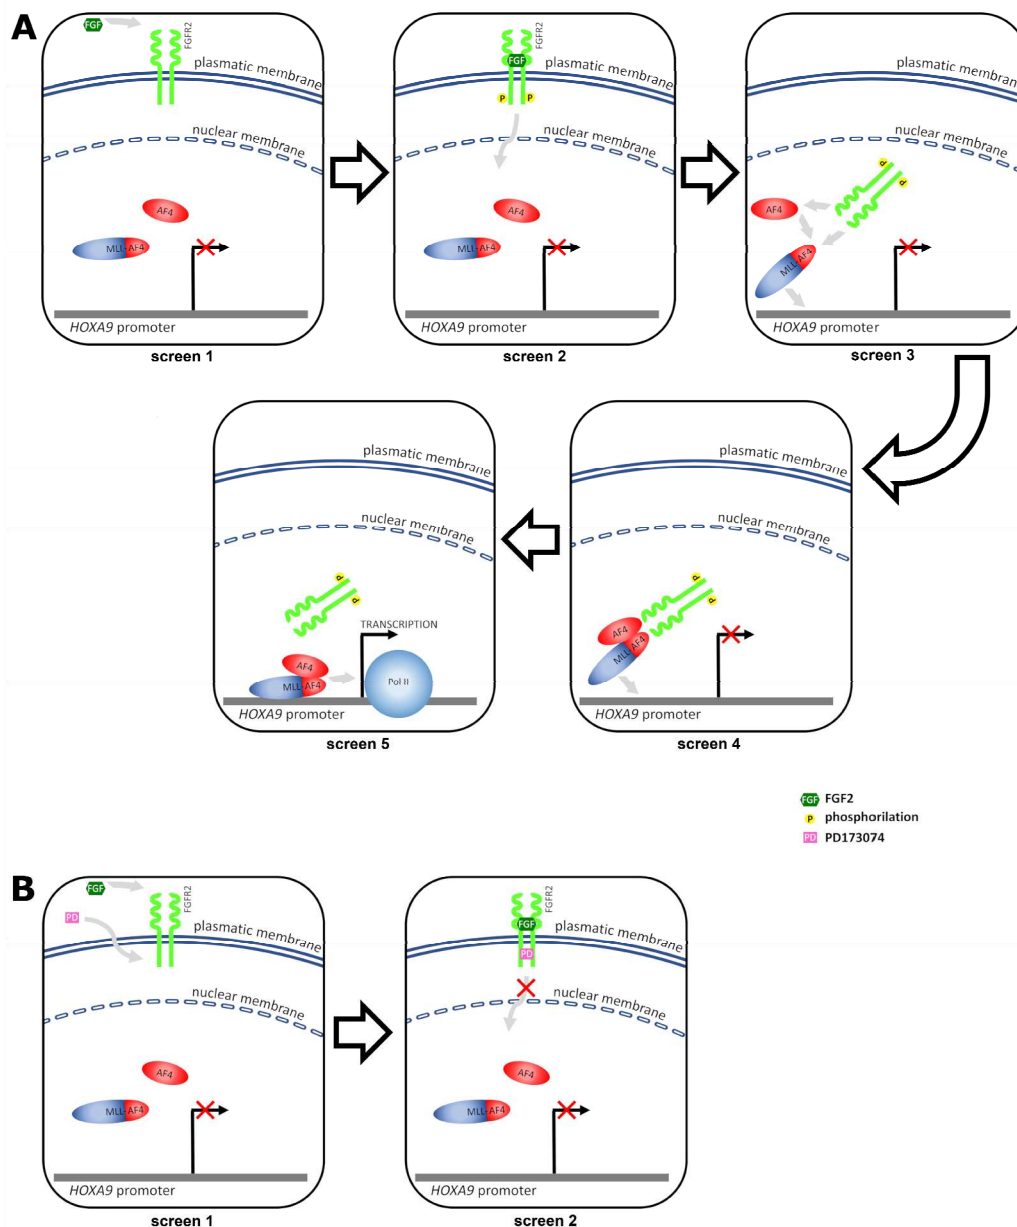 A
FGF
FGFR2
plasmatic membrane
nuclear membrane
AF4
MLL-AF4
HOXA9 promoter
screen 1
FGFR2
FGF
plasmatic membrane
P
P
nuclear membrane
AF4
MLL-AF4
HOXA9 promoter
screen 2
plasmatic membrane
nuclear membrane
P
P
AF4
MLL-AF4
HOXA9 promoter
screen 3
plasmatic membrane
nuclear membrane
P
P
TRANSCRIPTION
AF4
MLL-AF4
Pol II
HOXA9 promoter
screen 5
plasmatic membrane
nuclear membrane
P
P
AF4
MLL-AF4
HOXA9 promoter
screen 4
FGF FGF2
P phosphorilation
PD PD173074
B
FGF
FGFR2
PD
plasmatic membrane
nuclear membrane
AF4
MLL-AF4
HOXA9 promoter
screen 1
FGFR2
FGF
plasmatic membrane
PD
nuclear membrane
AF4
MLL-AF4
HOXA9 promoter
screen 2